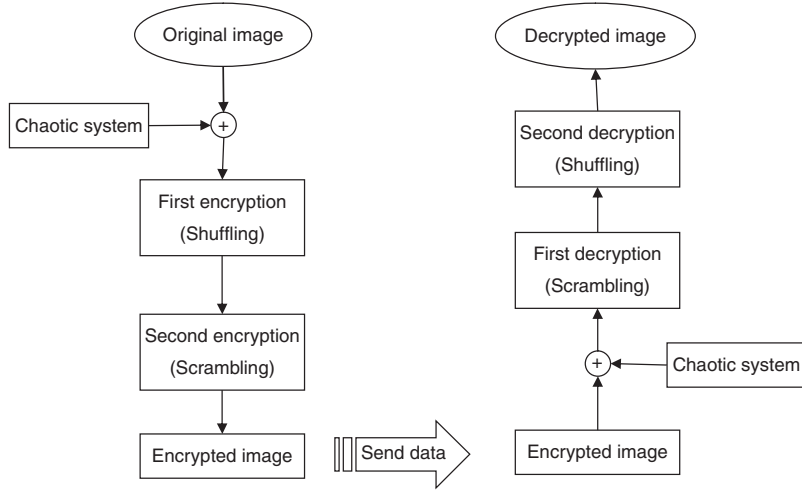 Original image
Chaotic system
+
First encryption
(Shuffling)
Second encryption
(Scrambling)
Encrypted image
Send data
Decrypted image
Second decryption
(Shuffling)
First decryption
(Scrambling)
+
Chaotic system
Encrypted image